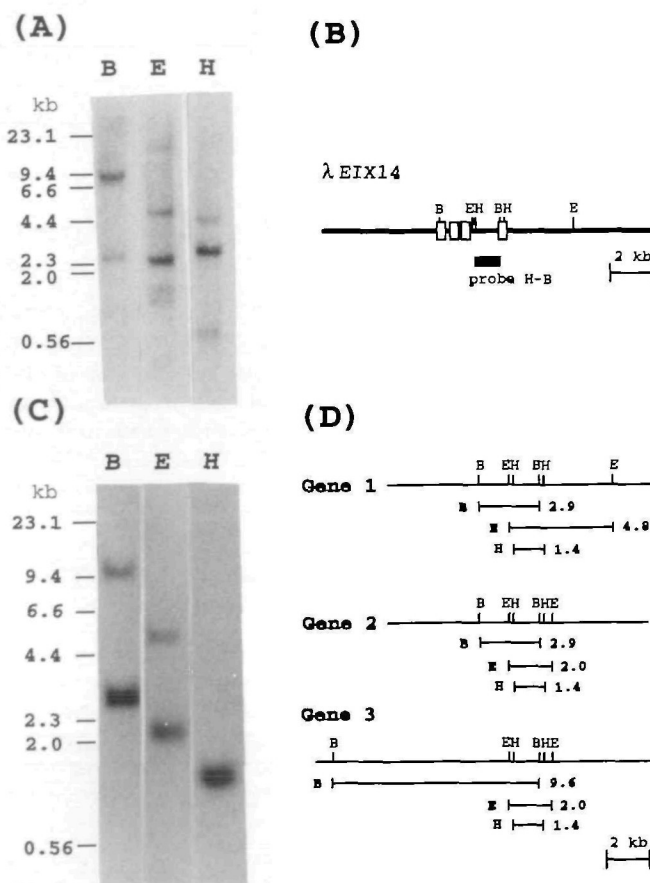 (A)
B E H
kb
23.1
9.4
6.6
4.4
2.3
2.0
0.56
(B)
λ EIX14
B EH BH E
probe H-B
2 kb
(C)
B E H
kb
23.1
9.4
6.6
4.4
2.3
2.0
0.56
(D)
B EH BH E
Gene 1
B 2.9
E 4.8
H 1.4
B EH BHE
Gene 2
B 2.9
E 2.0
H 1.4
Gene 3
B EH BHE
B 9.6
E 2.0
H 1.4
2 kb